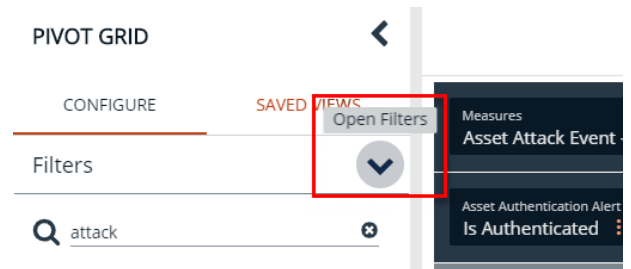 PIVOT GRID
CONFIGURE
SAVED VIEWS
Open Filters
Filters
attack
Measures
Asset Attack Event -
Asset Authentication Alert
Is Authenticated